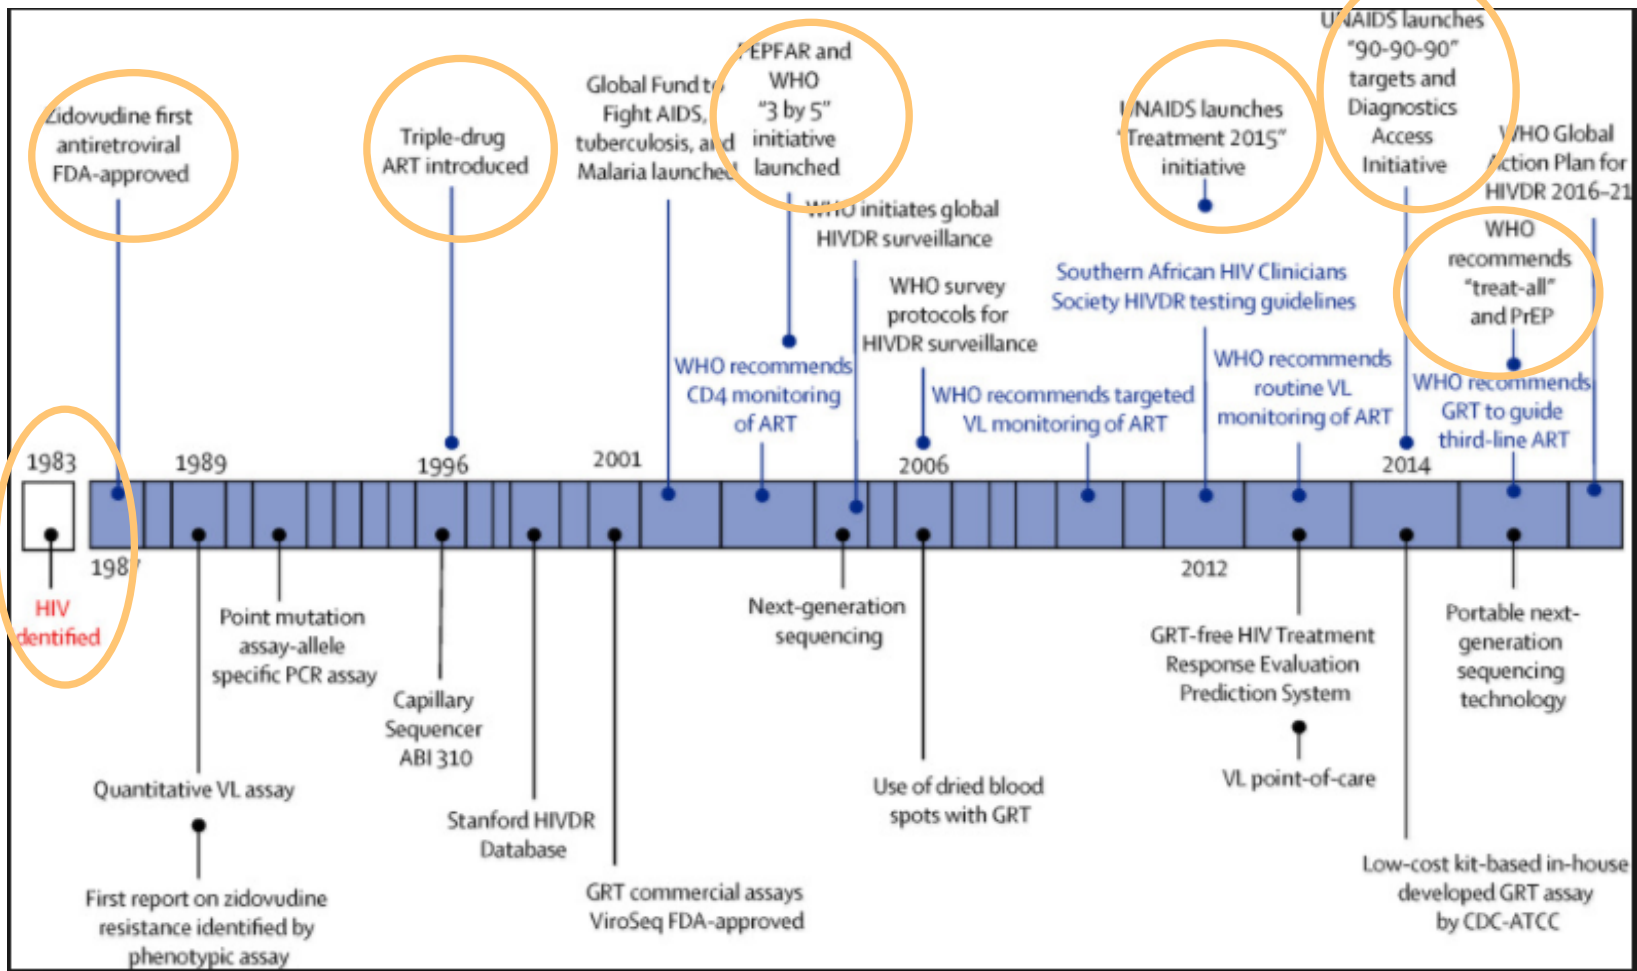 Zidovudine first
antiretroviral
FDA-approved
Triple-drug
ART introduced
Global Fund to
Fight AIDS,
tuberculosis, and
Malaria launched
PEPFAR and
WHO
"3 by 5"
initiative
launched
WHO initiates global
HIVDR surveillance
WHO survey
protocols for
HIVDR surveillance
UNAIDS launches
"Treatment 2015"
initiative
UNAIDS launches
"90-90-90"
targets and
Diagnostics
Access
Initiative
WHO Global
Action Plan for
HIVDR 2016–21
WHO
recommends
"treat-all"
and PrEP
Southern African HIV Clinicians
Society HIVDR testing guidelines
WHO recommends
CD4 monitoring
of ART
WHO recommends targeted
VL monitoring of ART
WHO recommends
routine VL
monitoring of ART
WHO recommends
GRT to guide
third-line ART
1983
1989
1996
2001
2006
2014
1987
2012
HIV
dentified
Point mutation
assay-allele
specific PCR assay
Quantitative VL assay
First report on zidovudine
resistance identified by
phenotypic assay
Capillary
Sequencer
ABI 310
Stanford HIVDR
Database
GRT commercial assays
ViroSeq FDA-approved
Next-generation
sequencing
Use of dried blood
spots with GRT
GRT-free HIV Treatment
Response Evaluation
Prediction System
VL point-of-care
Low-cost kit-based in-house
developed GRT assay
by CDC-ATCC
Portable next-
generation
sequencing
technology